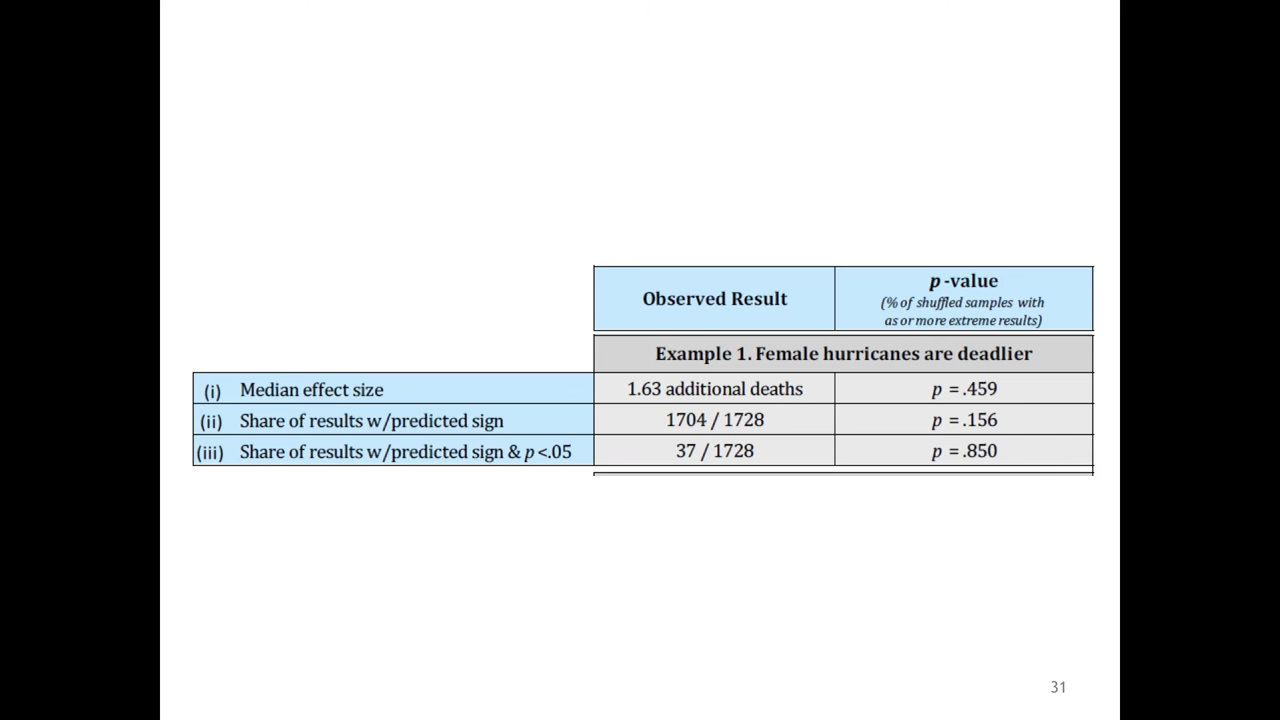 Observed Result
p-value
(% of shuffled samples with
as or more extreme results)
Example 1. Female hurricanes are deadlier
(i) Median effect size 1.63 additional deaths p = .459
(ii) Share of results w/predicted sign 1704 / 1728 p = .156
(iii) Share of results w/predicted sign & p <.05 37 / 1728 p = .850
31